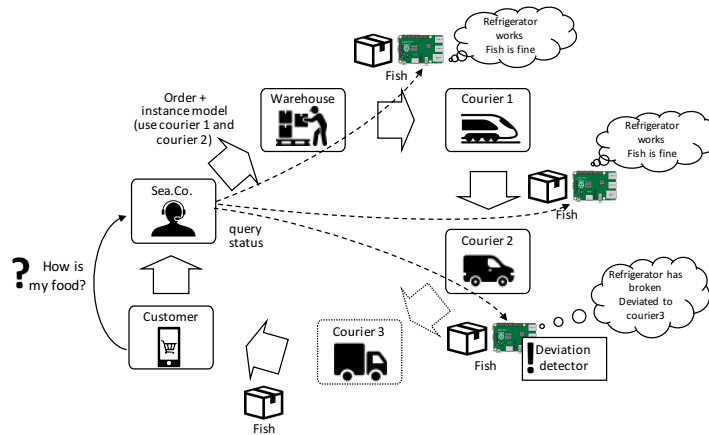 Refrigerator
works
Fish is fine
Fish
Order +
instance model
(use courier 1 and
courier 2)
Warehouse
Courier 1
Refrigerator
works
Fish is fine
Fish
Sea.Co.
query
status
Courier 2
? How is
my food?
Refrigerator has
broken
Deviated to
courier3
Customer
Courier 3
Fish
! Deviation
detector
Fish